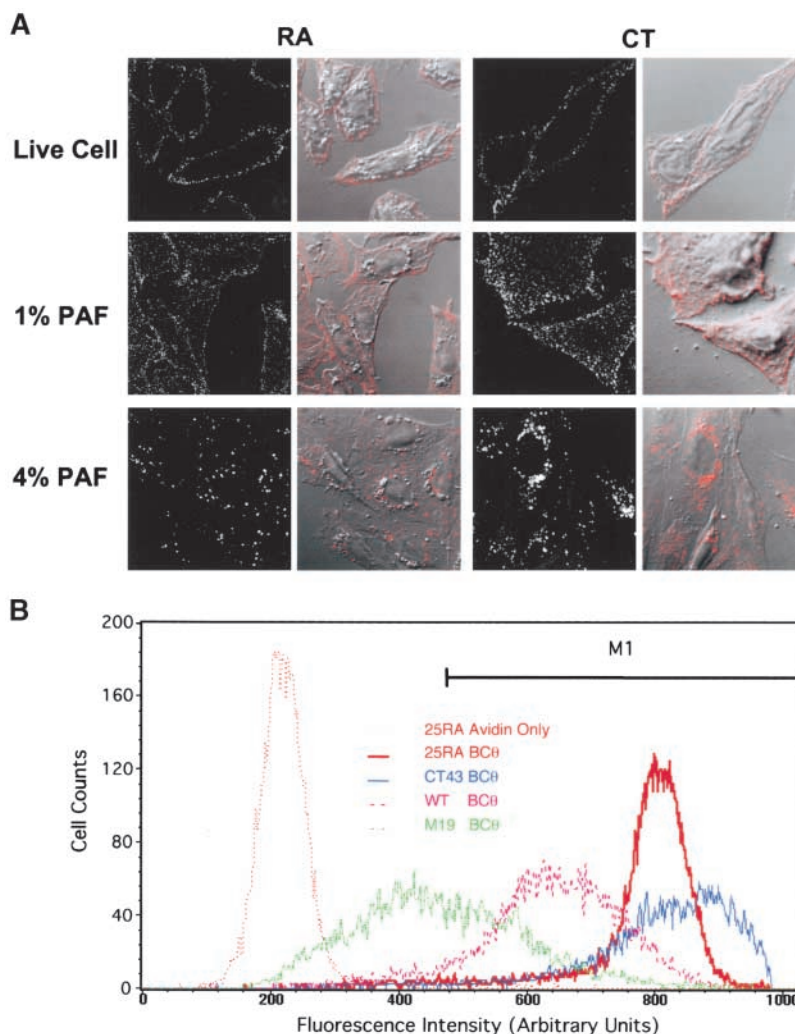 A
RA CT
Live Cell
1% PAF
4% PAF
B
200
160
120
80
40
0
Cell Counts
M1
25RA Avidin Only
25RA BCθ
CT43 BCθ
WT BCθ
M19 BCθ
0 200 400 600 800 1000
Fluorescence Intensity (Arbitrary Units)